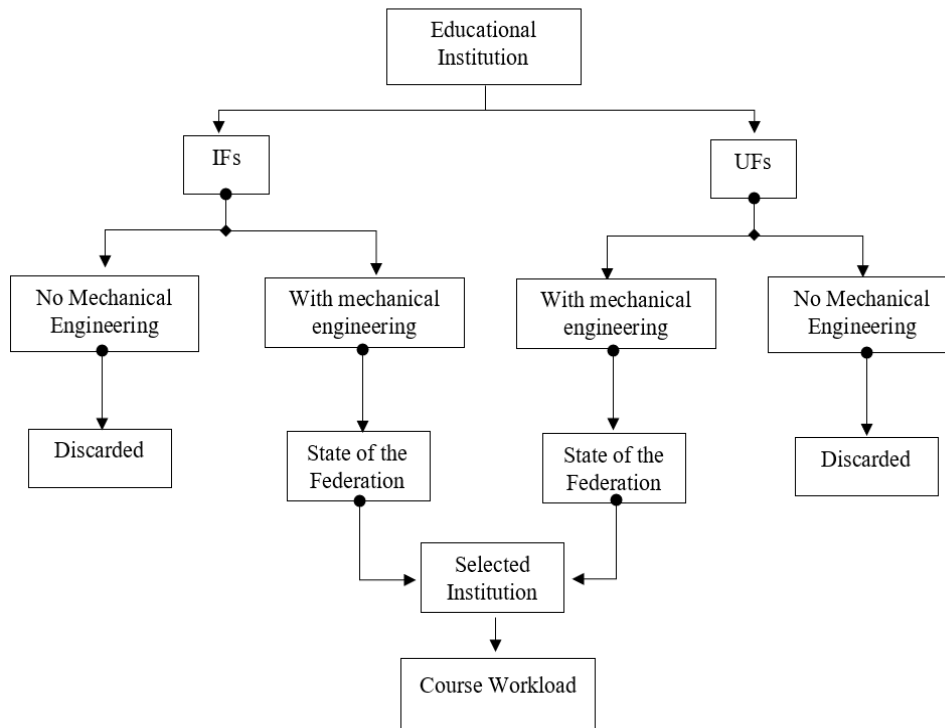 Educational
Institution
IFs
UFs
No Mechanical
Engineering
With mechanical
engineering
With mechanical
engineering
No Mechanical
Engineering
Discarded
State of the
Federation
State of the
Federation
Discarded
Selected
Institution
Course Workload